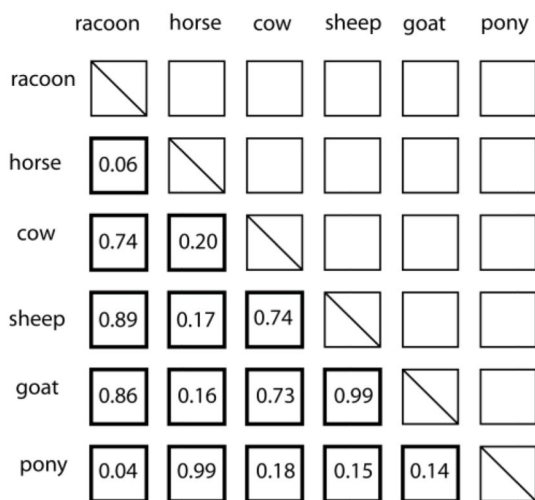 racoon horse cow sheep goat pony
racoon
horse 0.06
cow 0.74 0.20
sheep 0.89 0.17 0.74
goat 0.86 0.16 0.73 0.99
pony 0.04 0.99 0.18 0.15 0.14